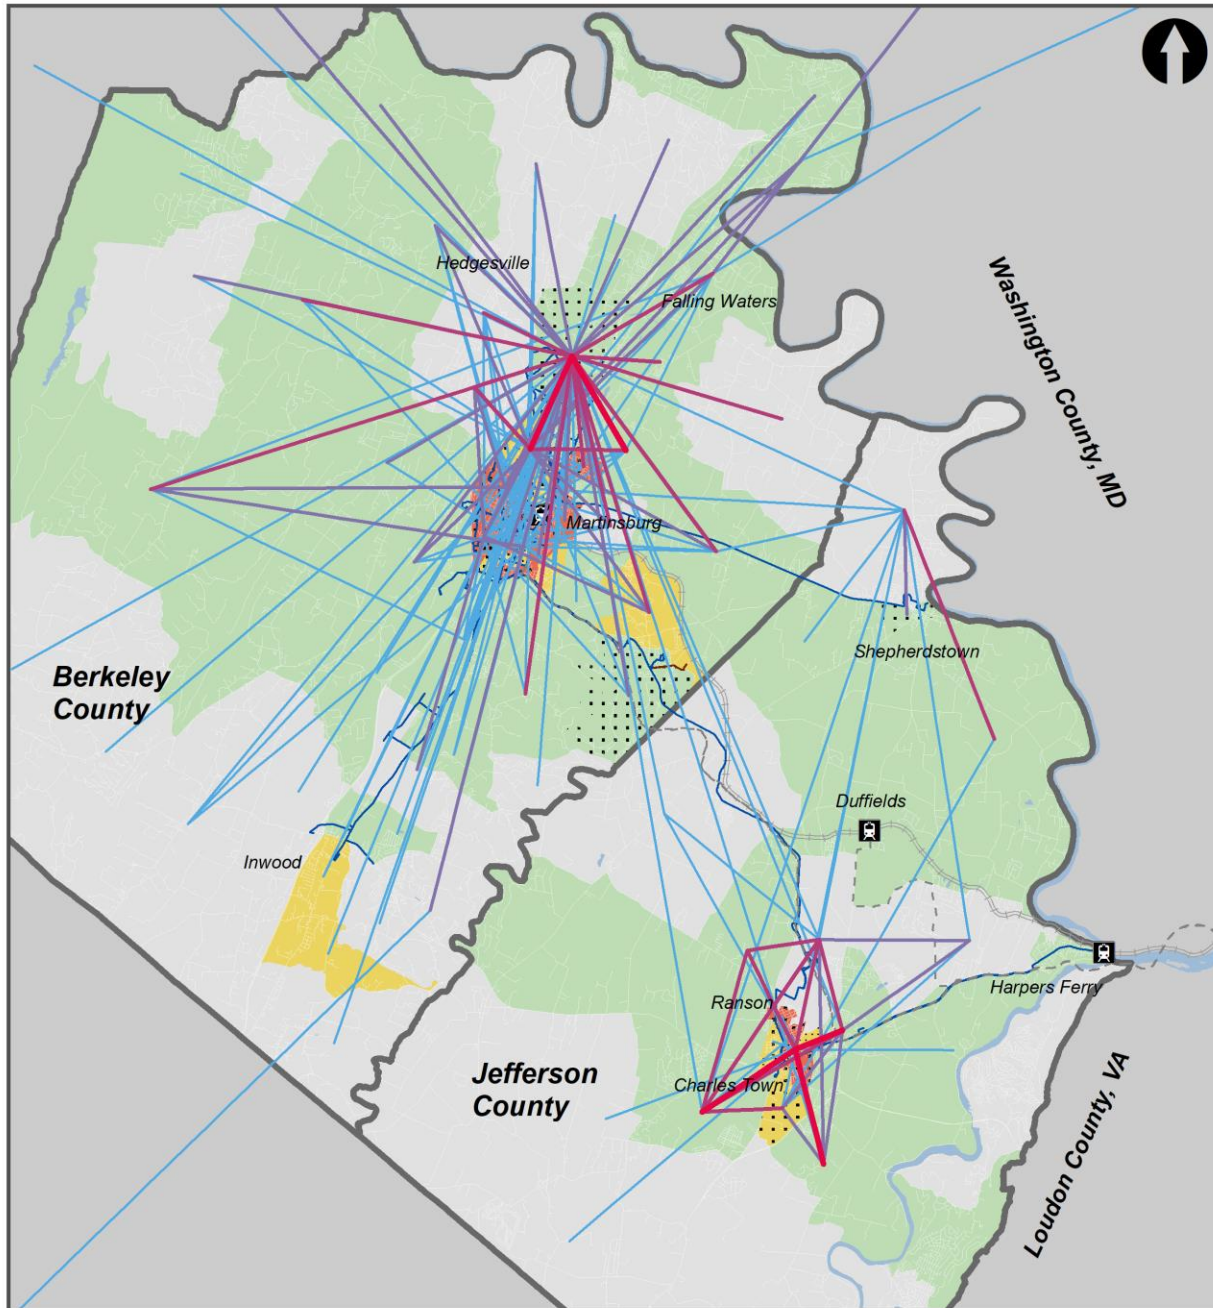 Hedgesville
Falling Waters
Washington County, MD
Martinsburg
Shepherdstown
Berkeley
County
Duffields
Inwood
Harpers Ferry
Ranson
Jefferson
County
Charles Town
Loudon County, VA